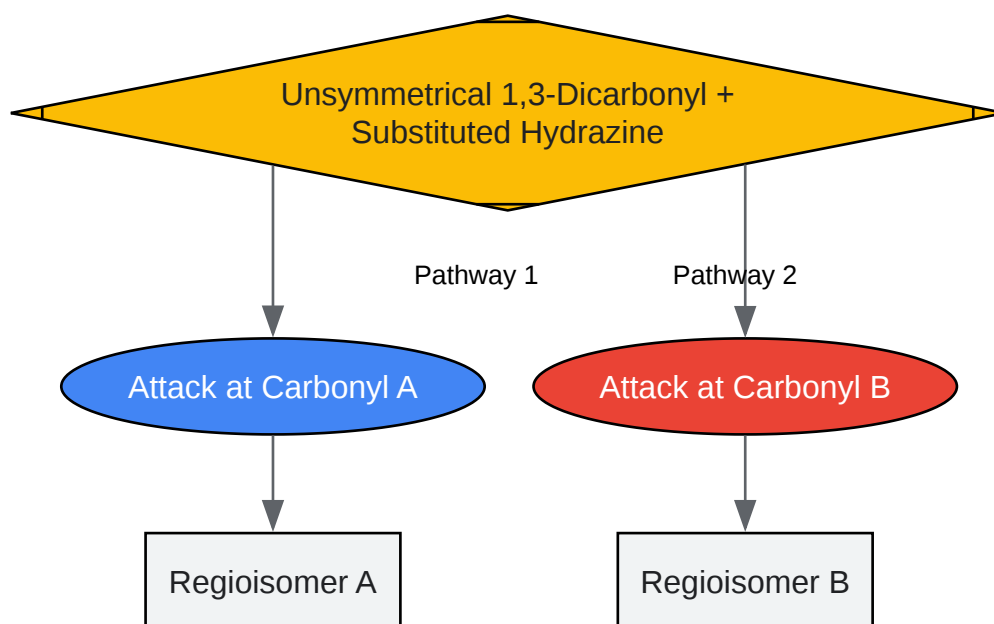 Unsymmetrical 1,3-Dicarbonyl +
Substituted Hydrazine
Pathway 1
Pathway 2
Attack at Carbonyl A
Attack at Carbonyl B
Regioisomer A
Regioisomer B